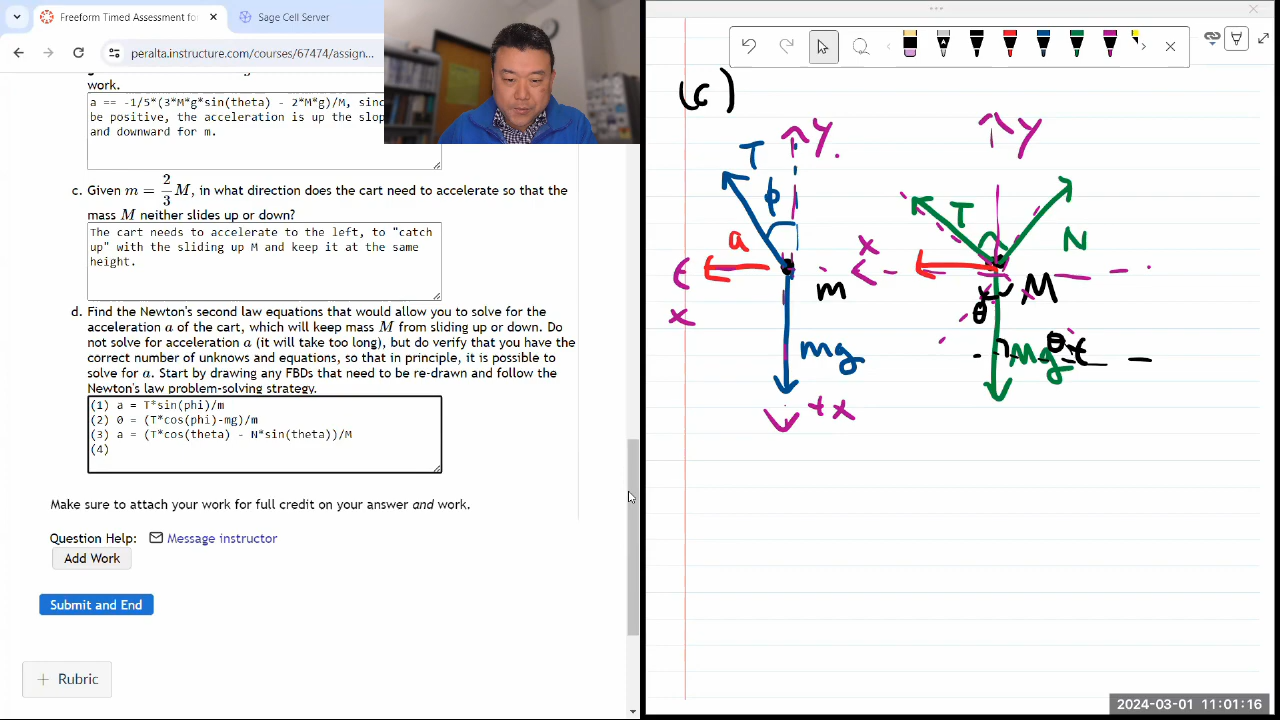 Freeform Timed Assessment for
Sage Cell Server
peralta.instructure.com/courses/
work.
a == -1/5*(3*M*g*sin(theta) - 2*M*g)/M, sinc
be positive, the acceleration is up the slop
and downward for m.
c. Given m = 2/3 M, in what direction does the cart need to accelerate so that the
mass M neither slides up or down?
The cart needs to acelerate to the left, to "catch
up" with the sliding up M and keep it at the same
height.
d. Find the Newton's second law equations that would allow you to solve for the
acceleration a of the cart, which will keep mass M from sliding up or down. Do
not solve for acceleration a (it will take too long), but do verify that you have the
correct number of unknows and equations, so that in principle, it is possible to
solve for a. Start by drawing any FBDs that need to be re-drawn and follow the
Newton's law problem-solving strategy.
(1) a = T*sin(phi)/m
(2) 0 = (T*cos(phi)-mg)/m
(3) a = (T*cos(theta) - N*sin(theta))/M
(4)
Make sure to attach your work for full credit on your answer and work.
Question Help: Message instructor
Add Work
Submit and End
+ Rubric
(c)
y
y
T
ϕ
T
N
a
x
x
m
M
θ
mg
Mg
θ
+x
2024-03-01 11:01:16